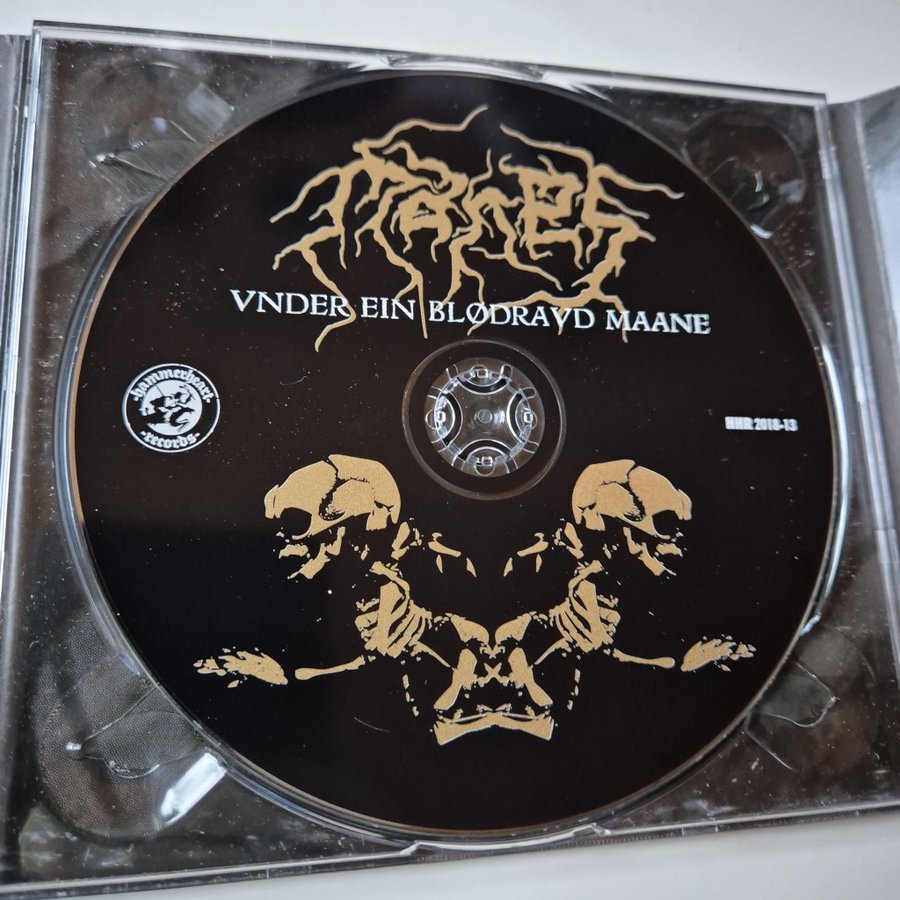 Manes
VNDER EIN BLØDRAVD MAANE
-hammerheart-
-records-
HHR 2018-13